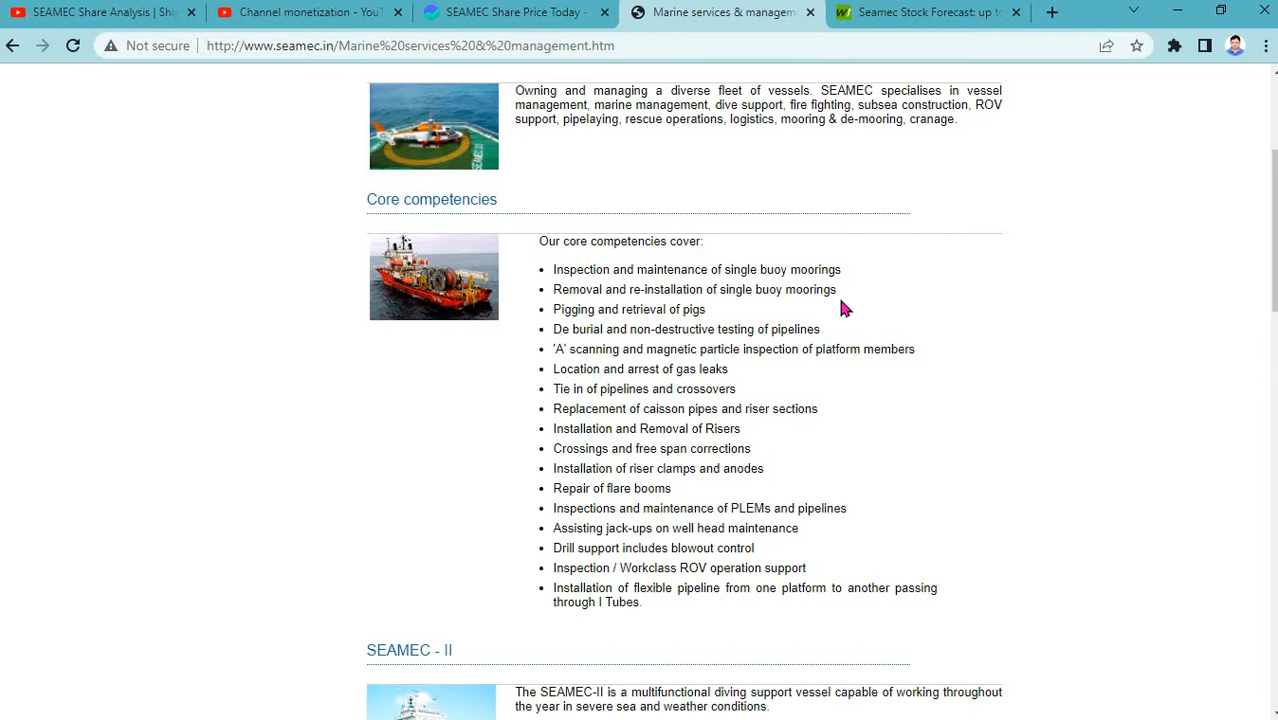 SEAMEC Share Analysis | Ship
Channel monetization - YouT
SEAMEC Share Price Today -
Marine services & managem
Seamec Stock Forecast: up to
Not secure
http://www.seamec.in/Marine%20services%20&%20management.htm
Owning and managing a diverse fleet of vessels. SEAMEC specialises in vessel
management, marine management, dive support, fire fighting, subsea construction, ROV
support, pipelaying, rescue operations, logistics, mooring & de-mooring, cranage.
Core competencies
Our core competencies cover:
Inspection and maintenance of single buoy moorings
Removal and re-installation of single buoy moorings
Pigging and retrieval of pigs
De burial and non-destructive testing of pipelines
'A' scanning and magnetic particle inspection of platform members
Location and arrest of gas leaks
Tie in of pipelines and crossovers
Replacement of caisson pipes and riser sections
Installation and Removal of Risers
Crossings and free span corrections
Installation of riser clamps and anodes
Repair of flare booms
Inspections and maintenance of PLEMs and pipelines
Assisting jack-ups on well head maintenance
Drill support includes blowout control
Inspection / Workclass ROV operation support
Installation of flexible pipeline from one platform to another passing
through I Tubes.
SEAMEC - II
The SEAMEC-II is a multifunctional diving support vessel capable of working throughout
the year in severe sea and weather conditions.